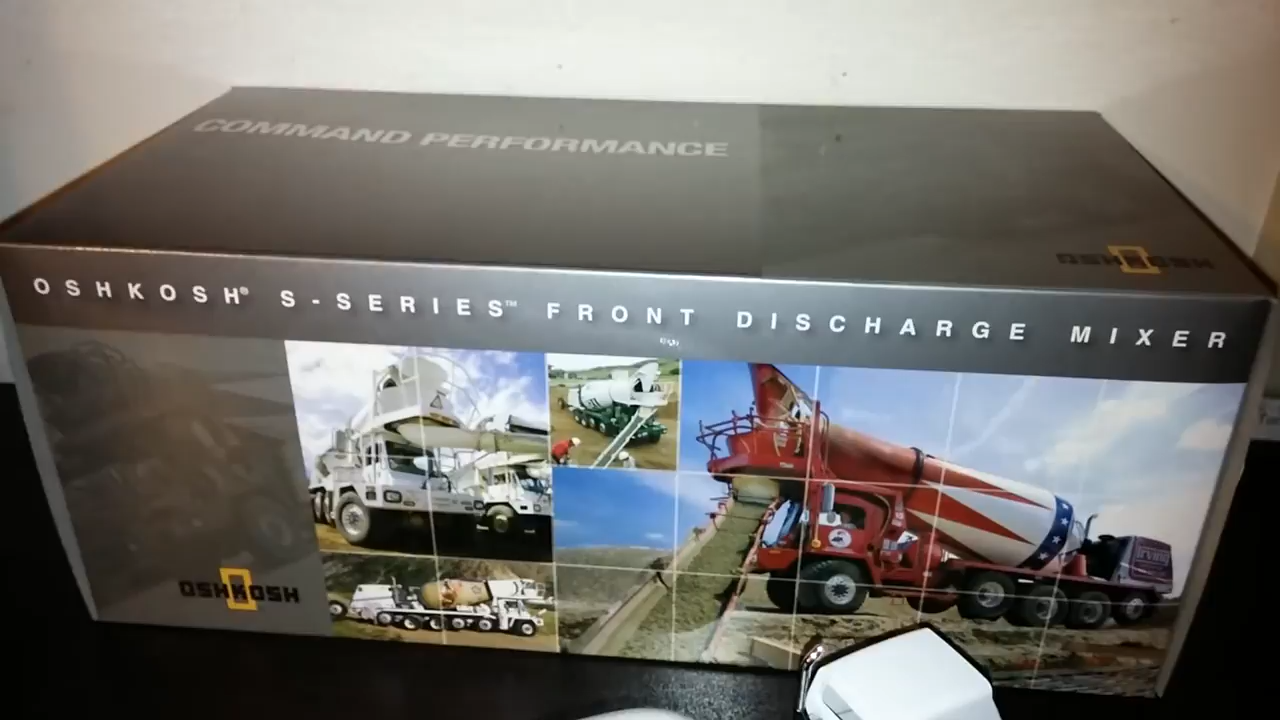 COMMAND PERFORMANCE
OSHKOSH
OSHKOSH® S-SERIES™ FRONT DISCHARGE MIXER
OSHKOSH